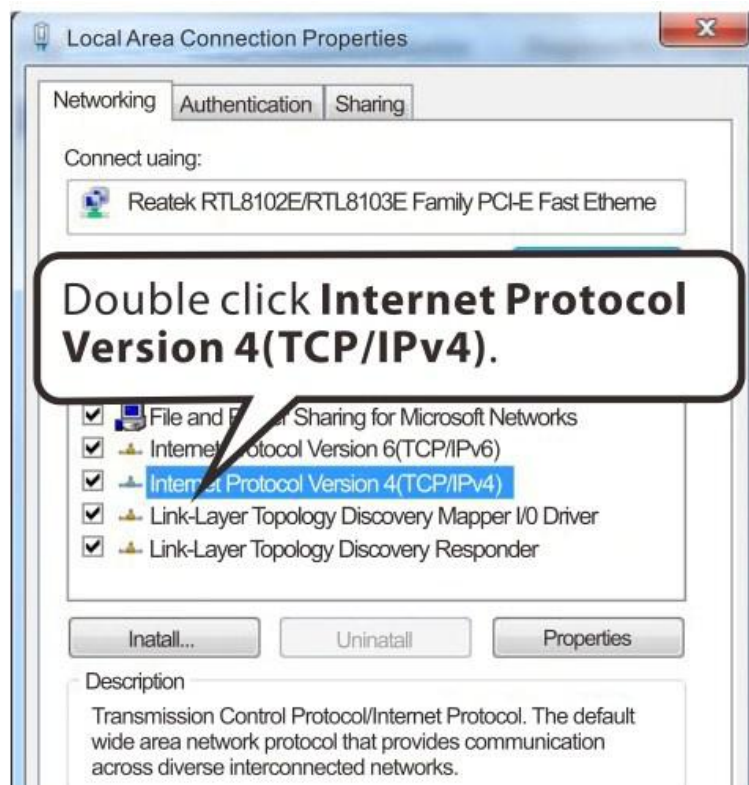 Local Area Connection Properties
Networking Authentication Sharing
Connect uaing:
Reatek RTL8102E/RTL8103E Family PCI-E Fast Etheme
Double click Internet Protocol
Version 4(TCP/IPv4).
File and Sharing for Microsoft Networks
Internet Protocol Version 6(TCP/IPv6)
Internet Protocol Version 4(TCP/IPv4)
Link-Layer Topology Discovery Mapper I/0 Driver
Link-Layer Topology Discovery Responder
Inatall... Uninatall Properties
Description
Transmission Control Protocol/Internet Protocol. The default
wide area network protocol that provides communication
across diverse interconnected networks.